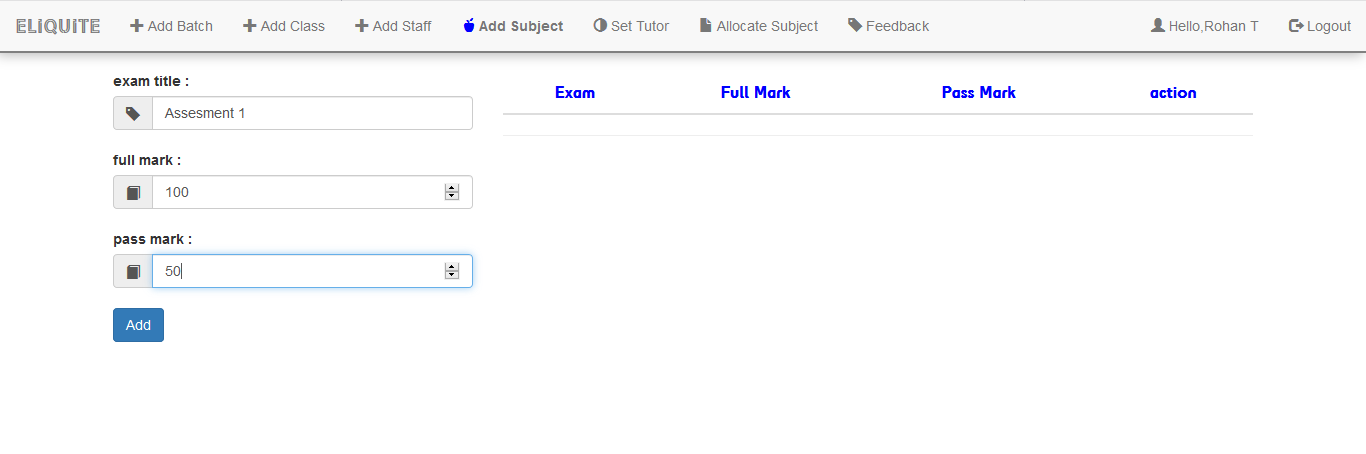 ELiQUiTE Add Batch Add Class Add Staff Add Subject Set Tutor Allocate Subject Feedback Hello,Rohan T Logout
exam title :
Assesment 1
full mark :
100
pass mark :
50
Add
Exam Full Mark Pass Mark action